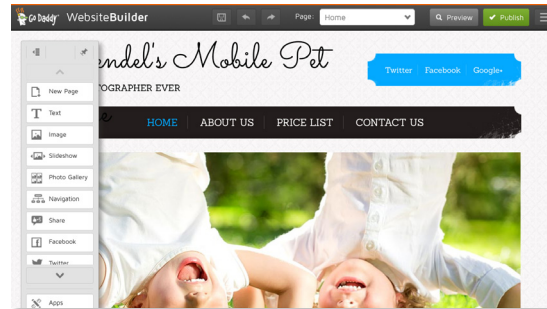 Go Daddy WebsiteBuilder Page: Home Preview Publish
endel's Mobile Pet
OGRAPHER EVER
Twitter Facebook Google+
HOME ABOUT US PRICE LIST CONTACT US
New Page
Text
Image
Slideshow
Photo Gallery
Navigation
Share
Facebook
Twitter
Apps